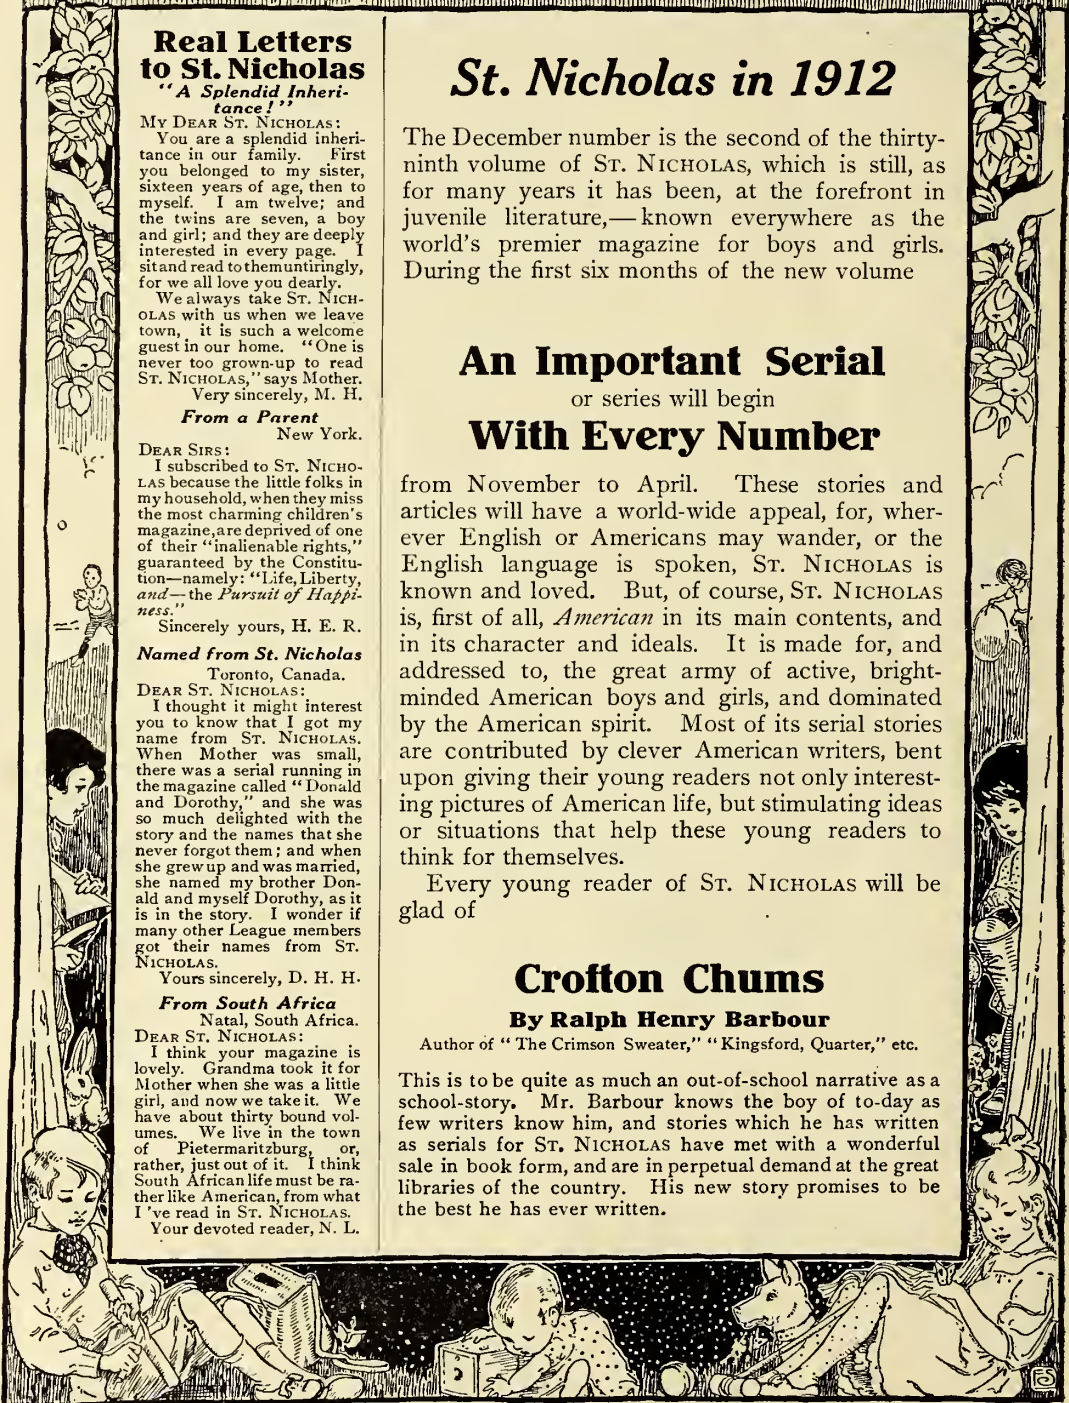 Real Letters
to St. Nicholas
"A Splendid Inheri-
tance!"
MY DEAR ST. NICHOLAS:
You are a splendid inheri-
tance in our family. First
you belonged to my sister,
sixteen years of age, then to
myself. I am twelve; and
the twins are seven, a boy
and girl; and they are deeply
interested in every page. I
sit and read to them untiringly,
for we all love you dearly.
We always take ST. NICH-
OLAS with us when we leave
town, it is such a welcome
guest in our home. "One is
never too grown-up to read
ST. NICHOLAS," says Mother.
Very sincerely, M. H.
From a Parent
New York.
DEAR SIRS:
I subscribed to ST. NICHO-
LAS because the little folks in
my household, when they miss
the most charming children's
magazine, are deprived of one
of their "inalienable rights,"
guaranteed by the Constitu-
tion—namely: "Life, Liberty,
and—the Pursuit of Happi-
ness."
Sincerely yours, H. E. R.
Named from St. Nicholas
Toronto, Canada.
DEAR ST. NICHOLAS:
I thought it might interest
you to know that I got my
name from ST. NICHOLAS.
When Mother was small,
there was a serial running in
the magazine called "Donald
and Dorothy," and she was
so much delighted with the
story and the names that she
never forgot them; and when
she grew up and was married,
she named my brother Don-
ald and myself Dorothy, as it
is in the story. I wonder if
many other League members
got their names from ST.
NICHOLAS.
Yours sincerely, D. H. H.
From South Africa
Natal, South Africa.
DEAR ST. NICHOLAS:
I think your magazine is
lovely. Grandma took it for
Mother when she was a little
girl, and now we take it. We
have about thirty bound vol-
umes. We live in the town
of Pietermaritzburg, or,
rather, just out of it. I think
South African life must be ra-
ther like American, from what
I 've read in ST. NICHOLAS.
Your devoted reader, N. L.
St. Nicholas in 1912
The December number is the second of the thirty-
ninth volume of ST. NICHOLAS, which is still, as
for many years it has been, at the forefront in
juvenile literature,—known everywhere as the
world's premier magazine for boys and girls.
During the first six months of the new volume
An Important Serial
or series will begin
With Every Number
from November to April. These stories and
articles will have a world-wide appeal, for, wher-
ever English or Americans may wander, or the
English language is spoken, ST. NICHOLAS is
known and loved. But, of course, ST. NICHOLAS
is, first of all, American in its main contents, and
in its character and ideals. It is made for, and
addressed to, the great army of active, bright-
minded American boys and girls, and dominated
by the American spirit. Most of its serial stories
are contributed by clever American writers, bent
upon giving their young readers not only interest-
ing pictures of American life, but stimulating ideas
or situations that help these young readers to
think for themselves.
Every young reader of ST. NICHOLAS will be
glad of
Crofton Chums
By Ralph Henry Barbour
Author of "The Crimson Sweater," "Kingsford, Quarter," etc.
This is to be quite as much an out-of-school narrative as a
school-story. Mr. Barbour knows the boy of to-day as
few writers know him, and stories which he has written
as serials for ST. NICHOLAS have met with a wonderful
sale in book form, and are in perpetual demand at the great
libraries of the country. His new story promises to be
the best he has ever written.